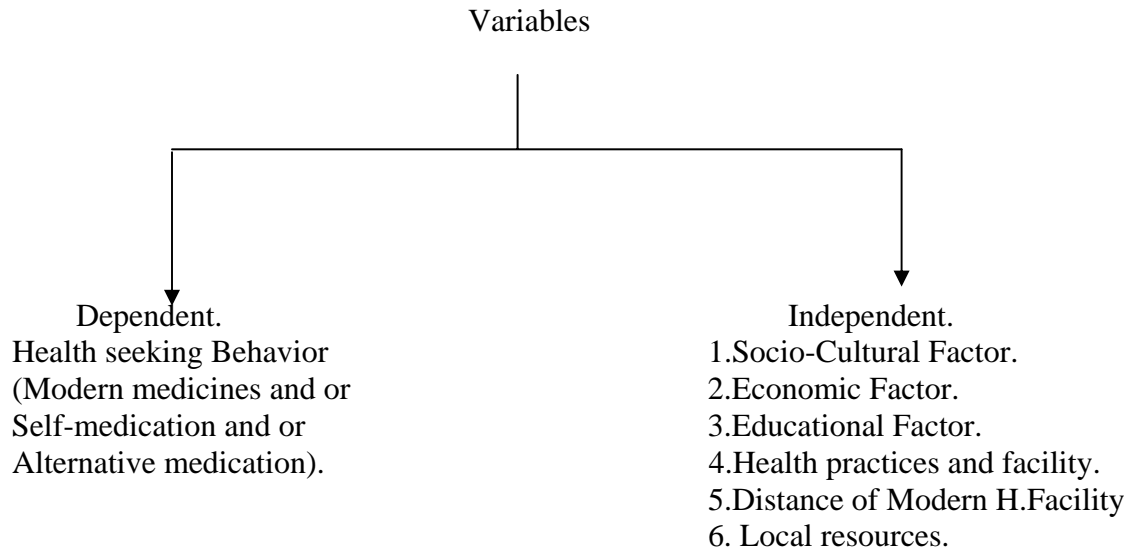 Variables
Dependent.
Health seeking Behavior
(Modern medicines and or
Self-medication and or
Alternative medication).
Independent.
1.Socio-Cultural Factor.
2.Economic Factor.
3.Educational Factor.
4.Health practices and facility.
5.Distance of Modern H.Facility
6. Local resources.